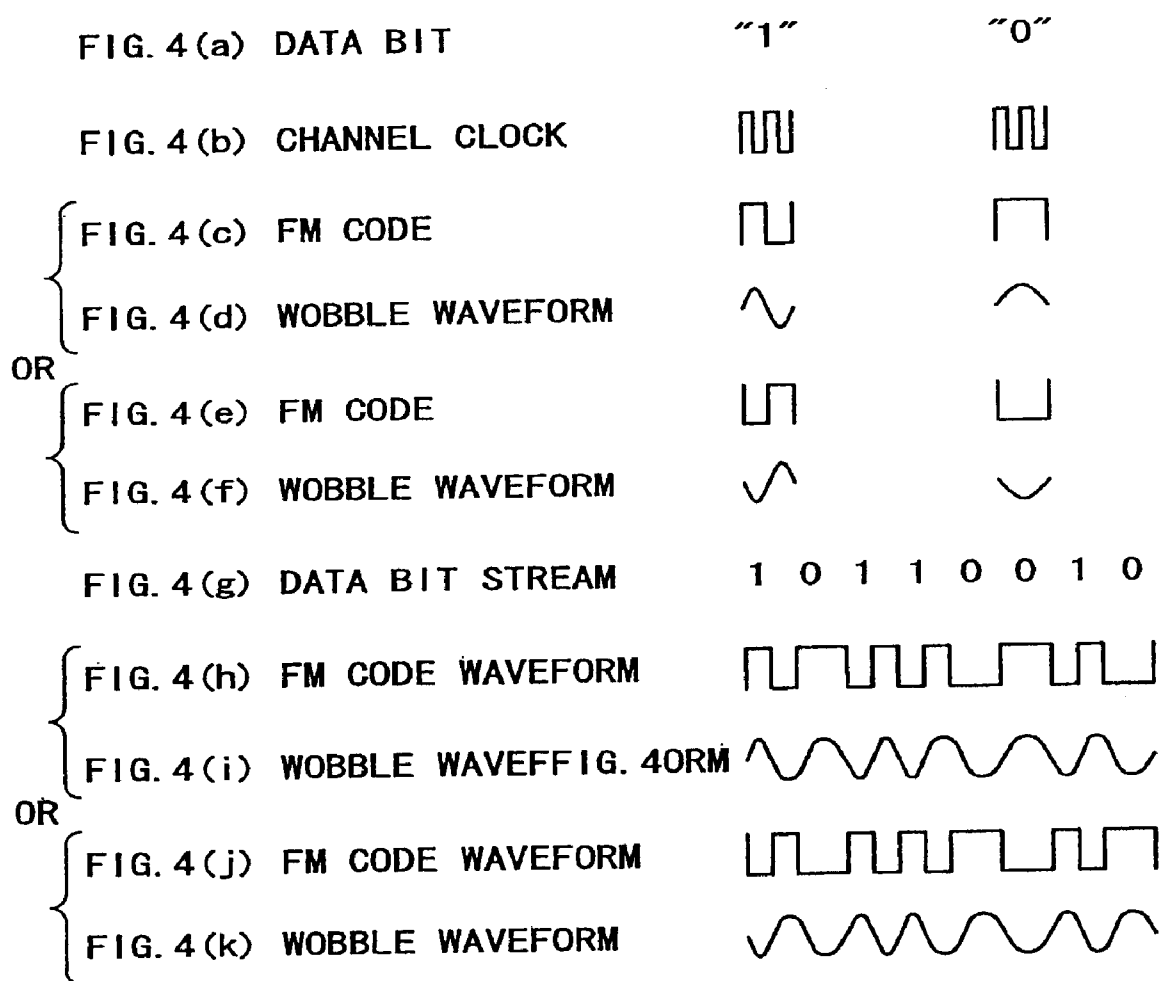 FIG. 4(a) DATA BIT "1" "0"
FIG. 4(b) CHANNEL CLOCK
FIG. 4(c) FM CODE
FIG. 4(d) WOBBLE WAVEFORM
OR
FIG. 4(e) FM CODE
FIG. 4(f) WOBBLE WAVEFORM
FIG. 4(g) DATA BIT STREAM 1 0 1 1 0 0 1 0
FIG. 4(h) FM CODE WAVEFORM
FIG. 4(i) WOBBLE WAVEFFIG. 4ORM
OR
FIG. 4(j) FM CODE WAVEFORM
FIG. 4(k) WOBBLE WAVEFORM